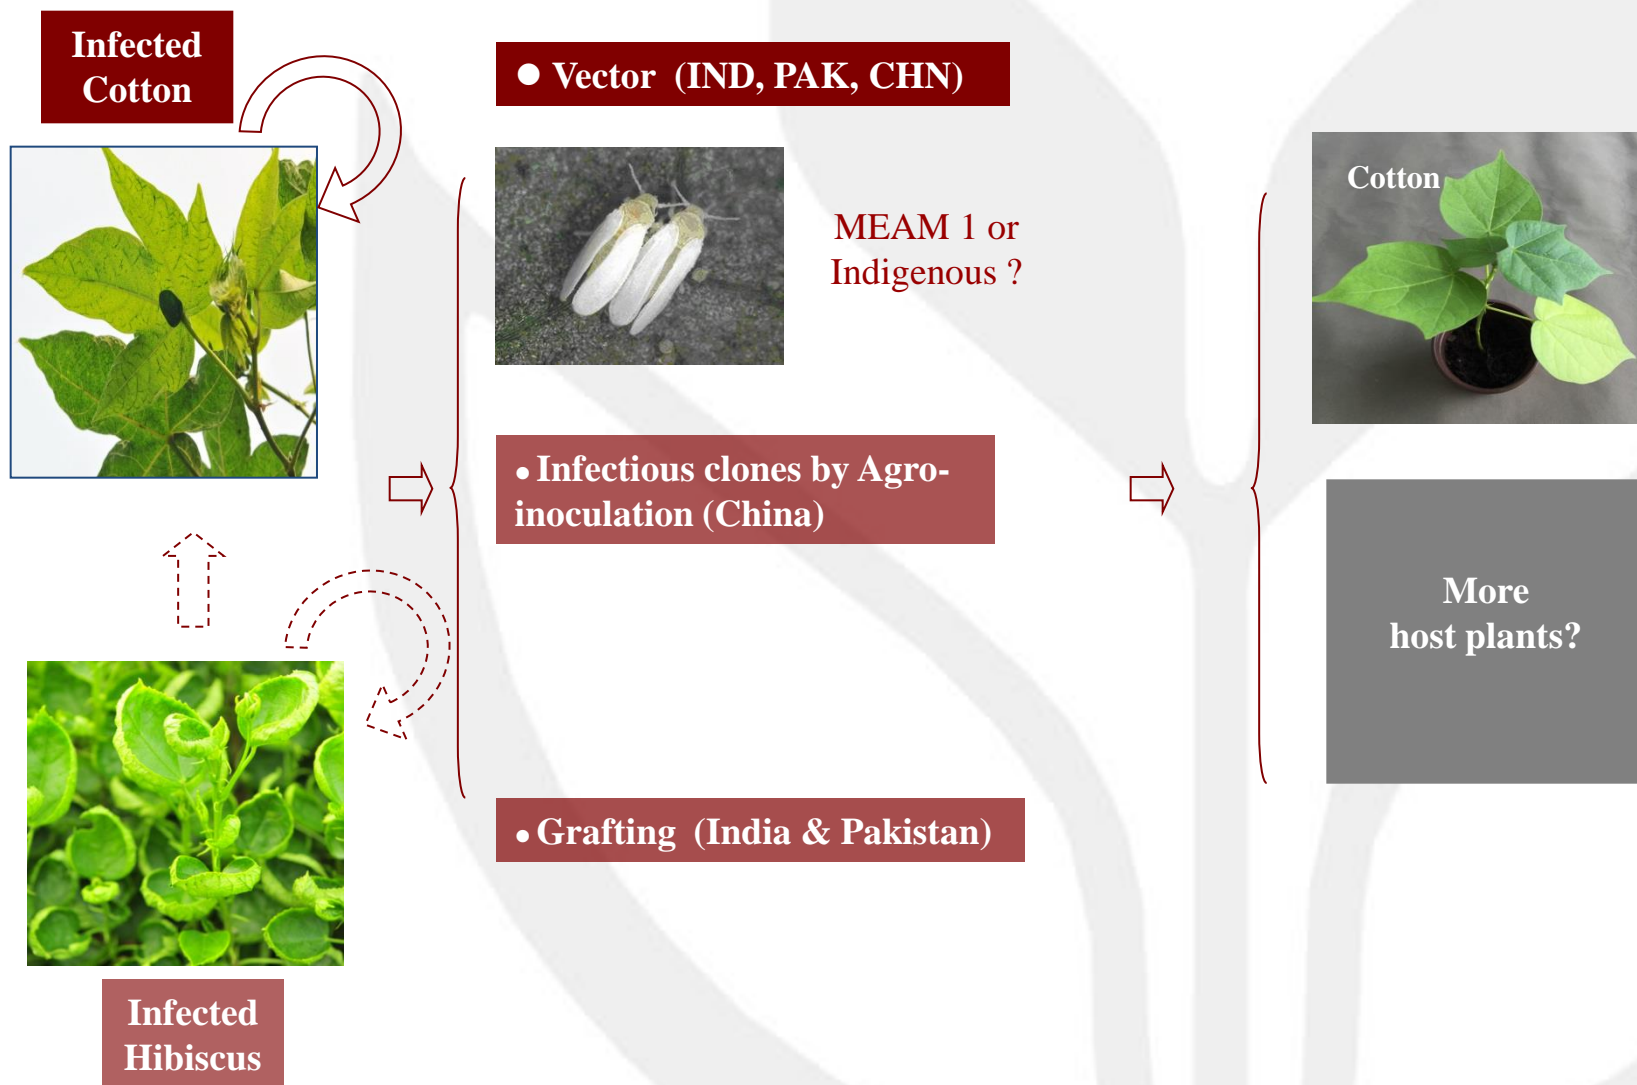 Infected
Cotton
● Vector (IND, PAK, CHN)
MEAM 1 or
Indigenous ?
Cotton
• Infectious clones by Agro-
inoculation (China)
More
host plants?
• Grafting (India & Pakistan)
Infected
Hibiscus